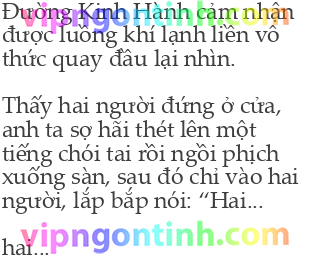 Đường Kinh Hành cảm nhận
được luồng khí lạnh liền vô
thức quay đầu lại nhìn.
Thấy hai người đứng ở cửa,
anh ta sợ hãi thét lên một
tiếng chói tai rồi ngồi phịch
xuống sàn, sau đó chỉ vào hai
người, lắp bắp nói: “Hai...
vipngontinh.com
hai...
vipngontinh.com